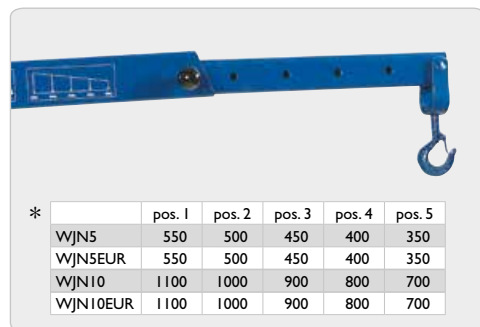 *
pos. 1 pos. 2 pos. 3 pos. 4 pos. 5
WJN5 550 500 450 400 350
WJN5EUR 550 500 450 400 350
WJN10 1100 1000 900 800 700
WJN10EUR 1100 1000 900 800 700